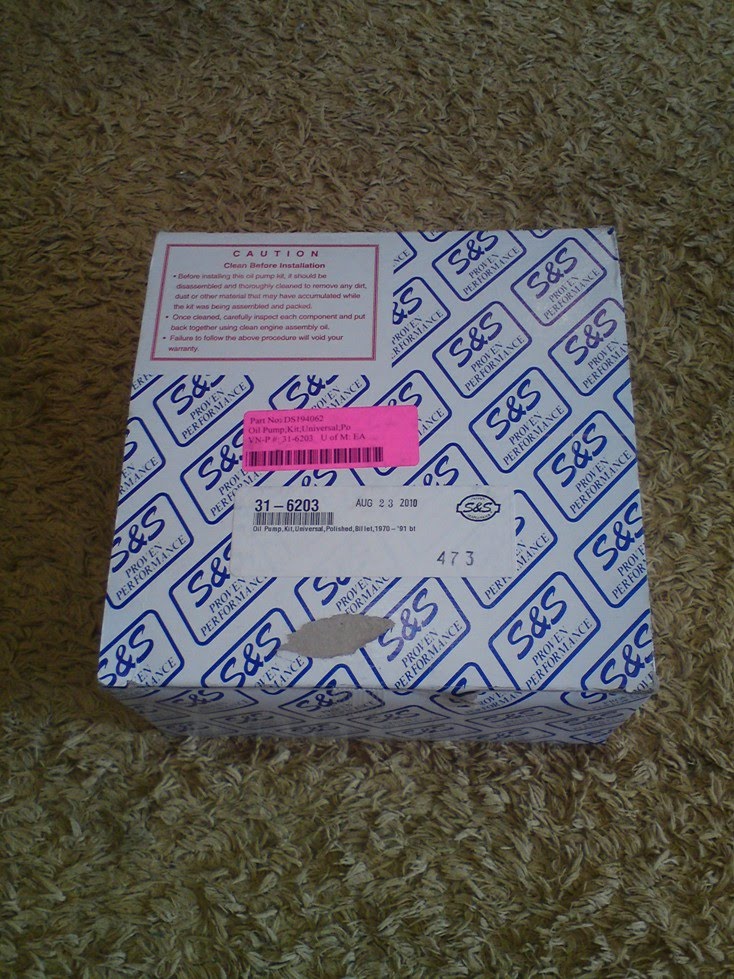 CAUTION
Clean Before Installation
• Before installing this oil pump kit, it should be
disassembled and thoroughly cleaned to remove any dirt,
dust or other material that may have accumulated while
the kit was being assembled and packed.
• Once cleaned, carefully inspect each component and put
back together using clean engine assembly oil.
• Failure to follow the above procedure will void your
warranty.
S&S
PROVEN
PERFORMANCE
Part No: DS194062
Oil Pump,Kit,Universal,Po
VN-P #: 31-6203 U of M: EA
31-6203 AUG 23 2010
S&S
Oil Pump,Kit,Universal,Polished,Billet,1970-'91 bt
473